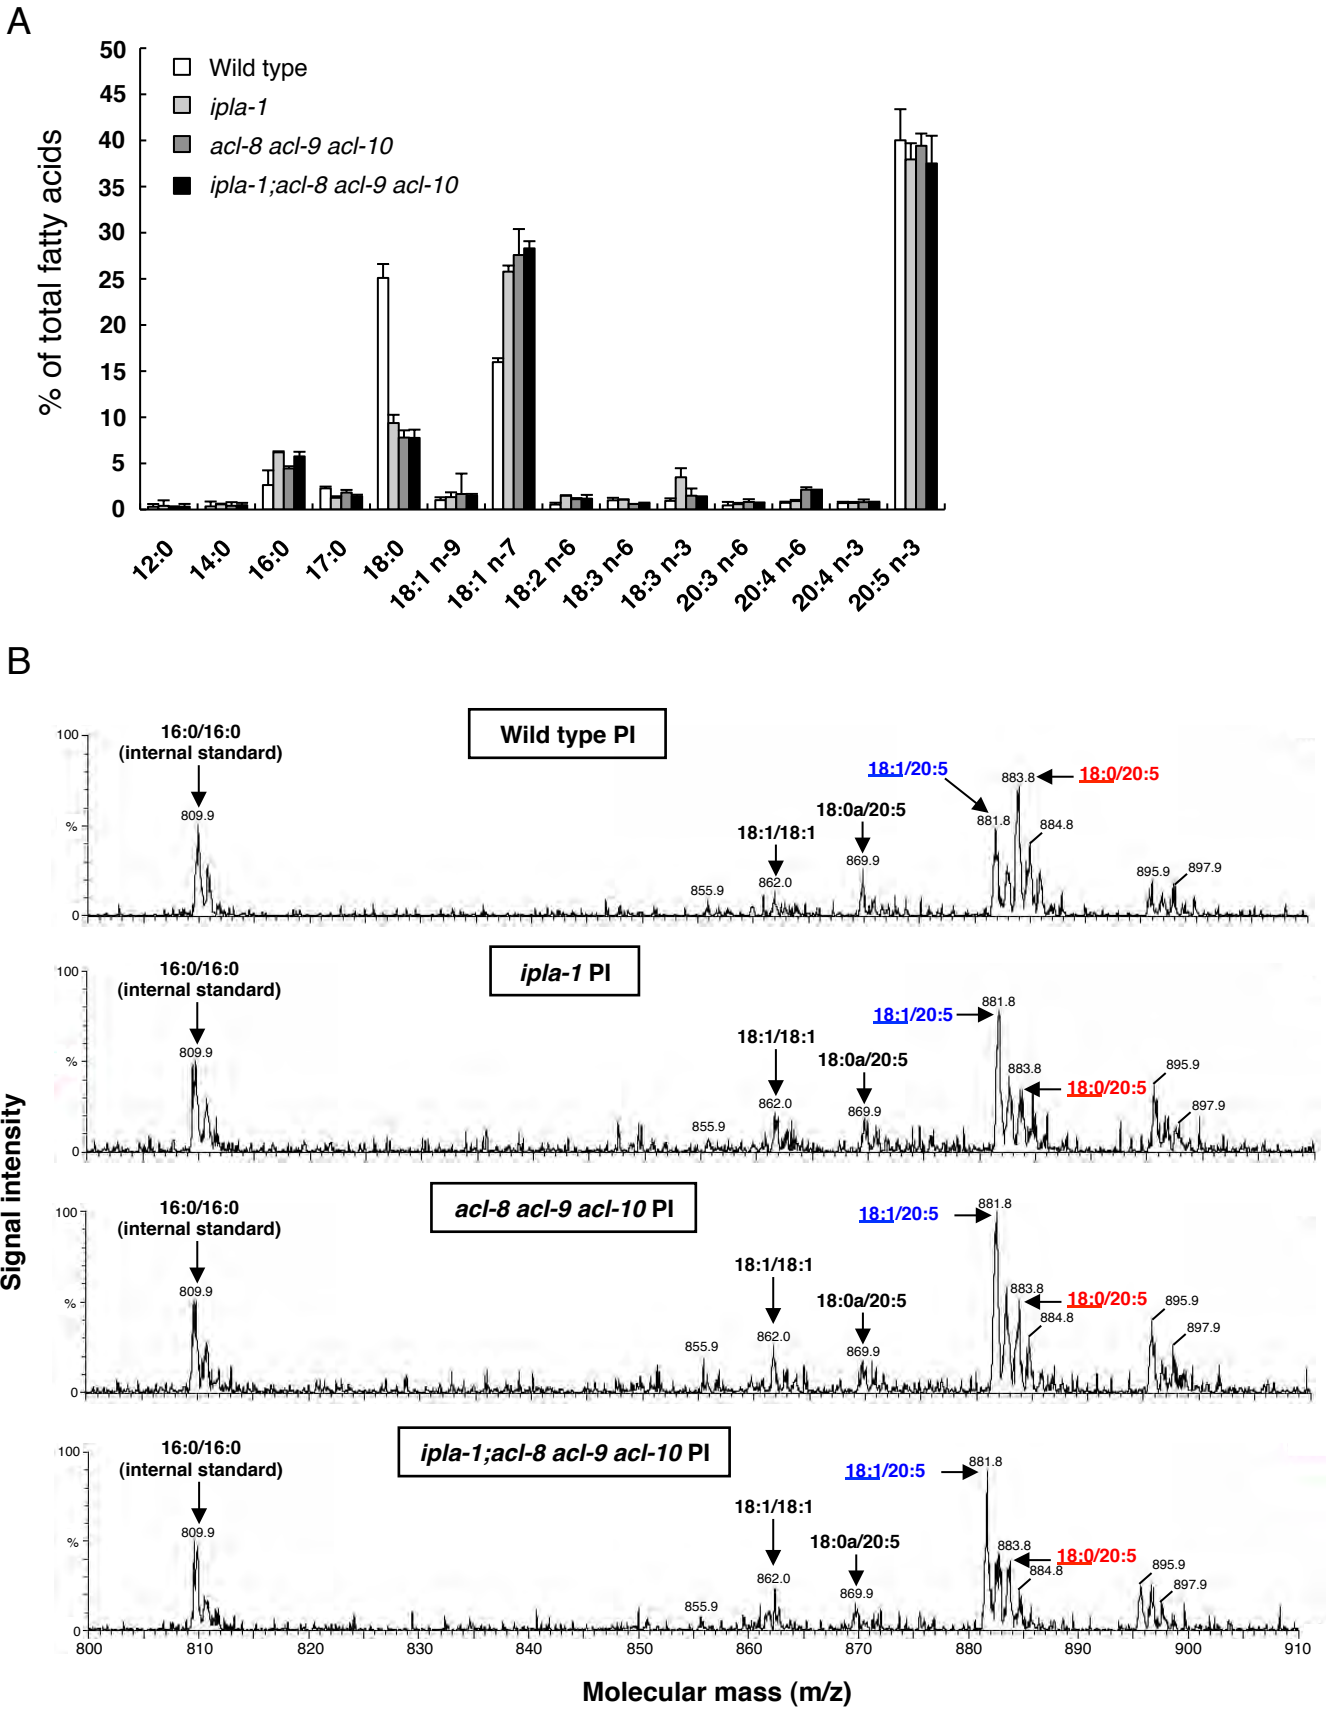 A
% of total fatty acids
50
45
40
35
30
25
20
15
10
5
0
Wild type
ipla-1
acl-8 acl-9 acl-10
ipla-1;acl-8 acl-9 acl-10
12:0
14:0
16:0
17:0
18:0
18:1 n-9
18:1 n-7
18:2 n-6
18:3 n-6
18:3 n-3
20:3 n-6
20:4 n-6
20:4 n-3
20:5 n-3
B
Signal intensity
Wild type PI
100
%
0
16:0/16:0
(internal standard)
809.9
855.9
18:1/18:1
862.0
18:0a/20:5
869.9
18:1/20:5
881.8
883.8
18:0/20:5
884.8
895.9
897.9
ipla-1 PI
100
%
0
16:0/16:0
(internal standard)
809.9
855.9
18:1/18:1
862.0
18:0a/20:5
869.9
18:1/20:5
881.8
883.8
18:0/20:5
895.9
897.9
acl-8 acl-9 acl-10 PI
100
%
0
16:0/16:0
(internal standard)
809.9
855.9
18:1/18:1
862.0
18:0a/20:5
869.9
18:1/20:5
881.8
883.8
18:0/20:5
884.8
895.9
897.9
ipla-1;acl-8 acl-9 acl-10 PI
100
%
0
16:0/16:0
(internal standard)
809.9
855.9
18:1/18:1
862.0
18:0a/20:5
869.9
18:1/20:5
881.8
883.8
18:0/20:5
884.8
895.9
897.9
800 810 820 830 840 850 860 870 880 890 900 910
Molecular mass (m/z)